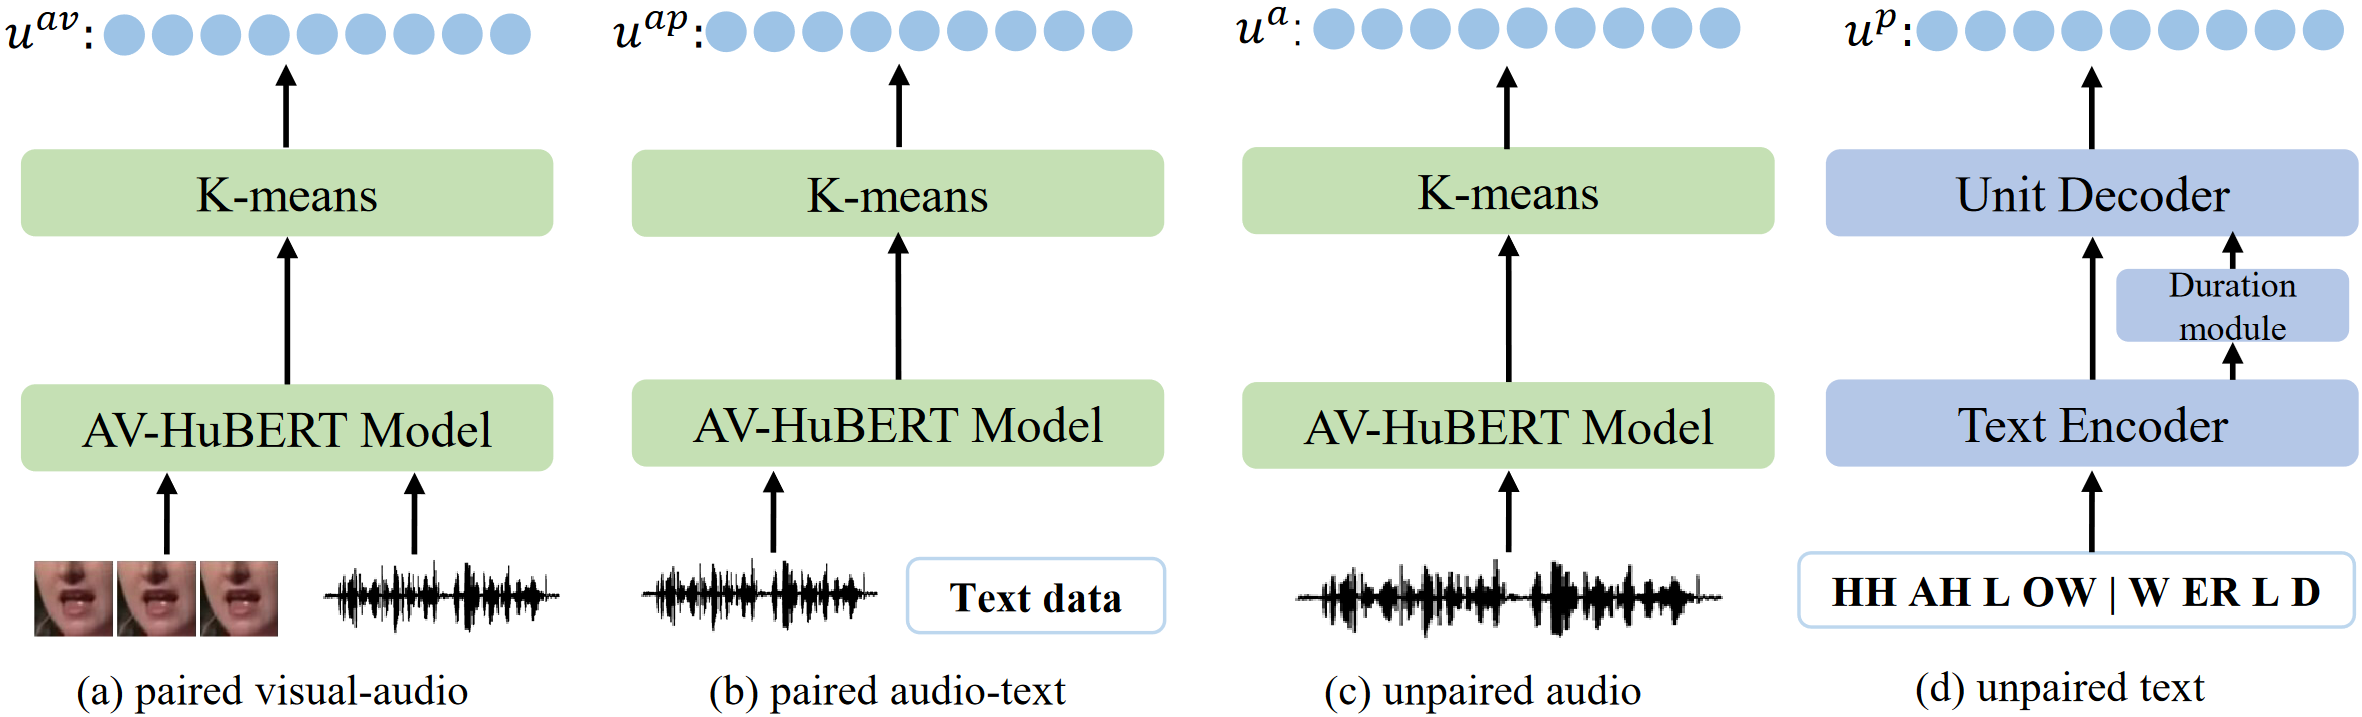 u^{av}:
u^{ap}:
u^{a}:
u^{p}:
K-means
K-means
K-means
Unit Decoder
Duration
module
AV-HuBERT Model
AV-HuBERT Model
AV-HuBERT Model
Text Encoder
Text data
HH AH L OW | W ER L D
(a) paired visual-audio
(b) paired audio-text
(c) unpaired audio
(d) unpaired text